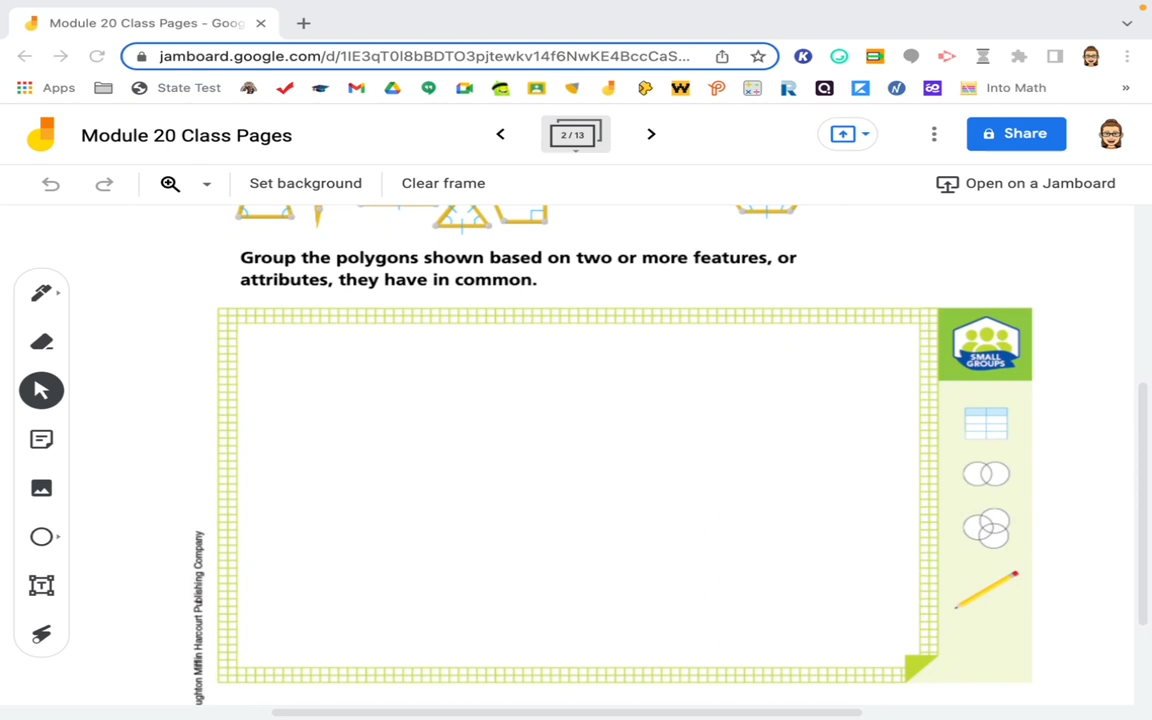 Module 20 Class Pages - Goog
jamboard.google.com/d/1IE3qT0I8bBDTO3pjtewkv14f6NwKE4BccCaS...
Apps
State Test
Into Math
»
Module 20 Class Pages
2 / 13
Share
Set background
Clear frame
Open on a Jamboard
Group the polygons shown based on two or more features, or
attributes, they have in common.
SMALL
GROUPS
ughton Mifflin Harcourt Publishing Company